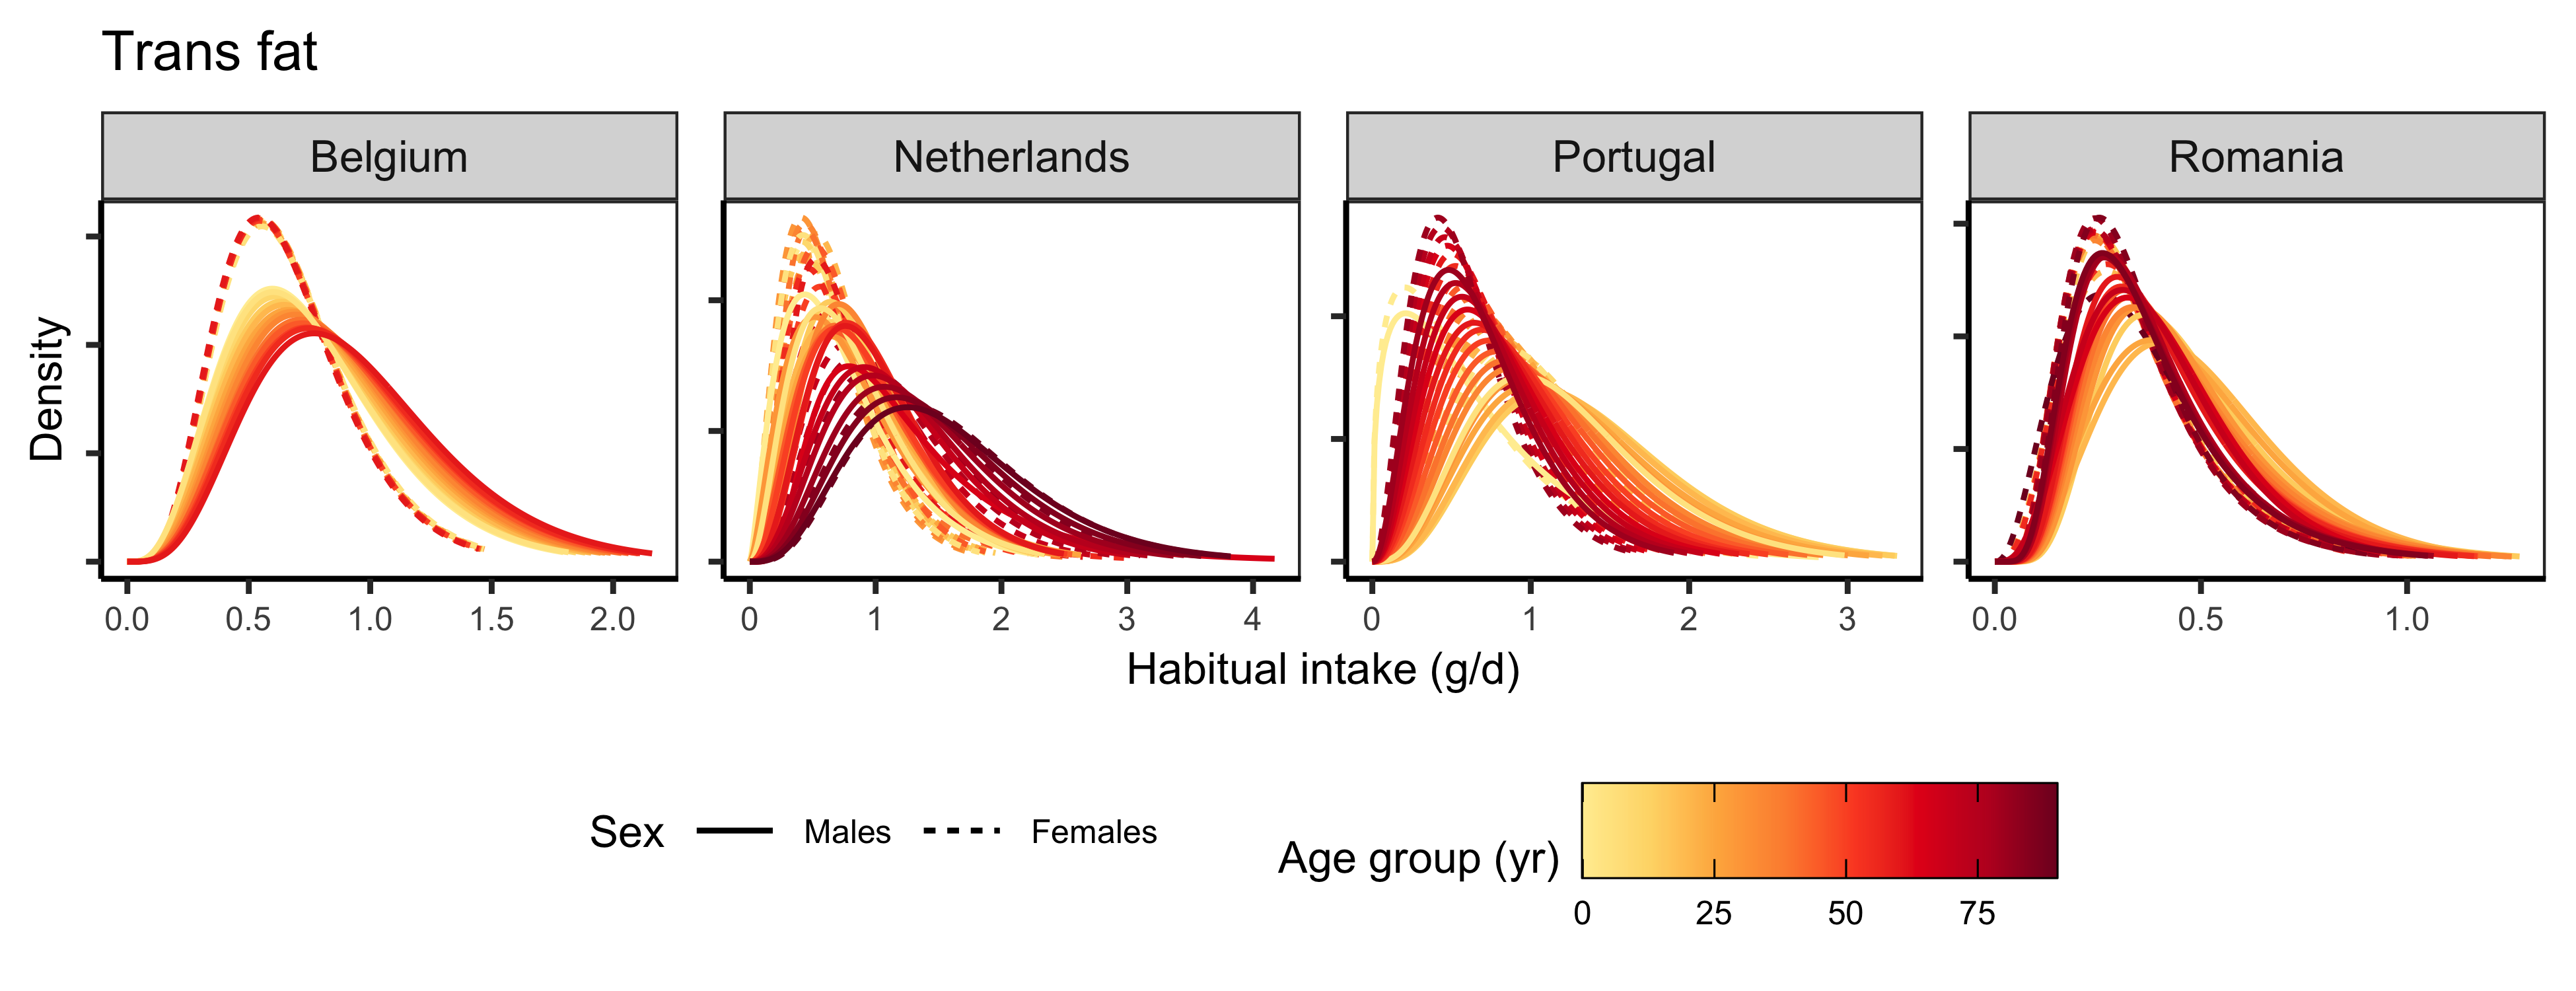 Trans fat
Belgium Netherlands Portugal Romania
Density
0.0 0.5 1.0 1.5 2.0 0 1 2 3 4 0 1 2 3 0.0 0.5 1.0
Habitual intake (g/d)
Sex Males Females
Age group (yr)
0 25 50 75